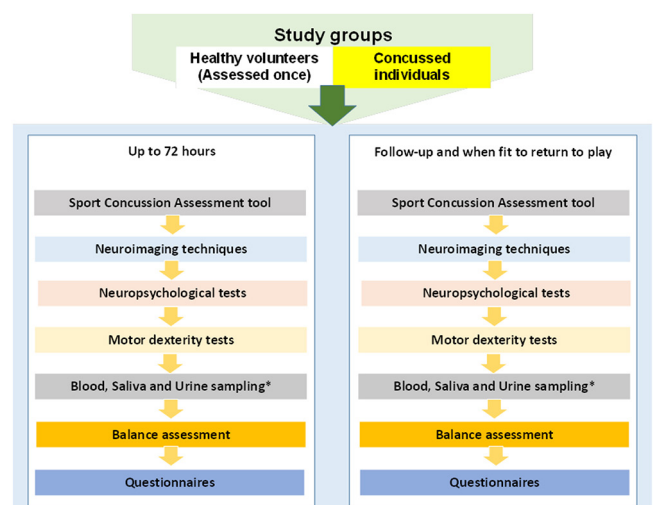 Study groups
Healthy volunteers
(Assessed once)
Concussed
individuals
Up to 72 hours
Sport Concussion Assessment tool
Neuroimaging techniques
Neuropsychological tests
Motor dexterity tests
Blood, Saliva and Urine sampling*
Balance assessment
Questionnaires
Follow-up and when fit to return to play
Sport Concussion Assessment tool
Neuroimaging techniques
Neuropsychological tests
Motor dexterity tests
Blood, Saliva and Urine sampling*
Balance assessment
Questionnaires